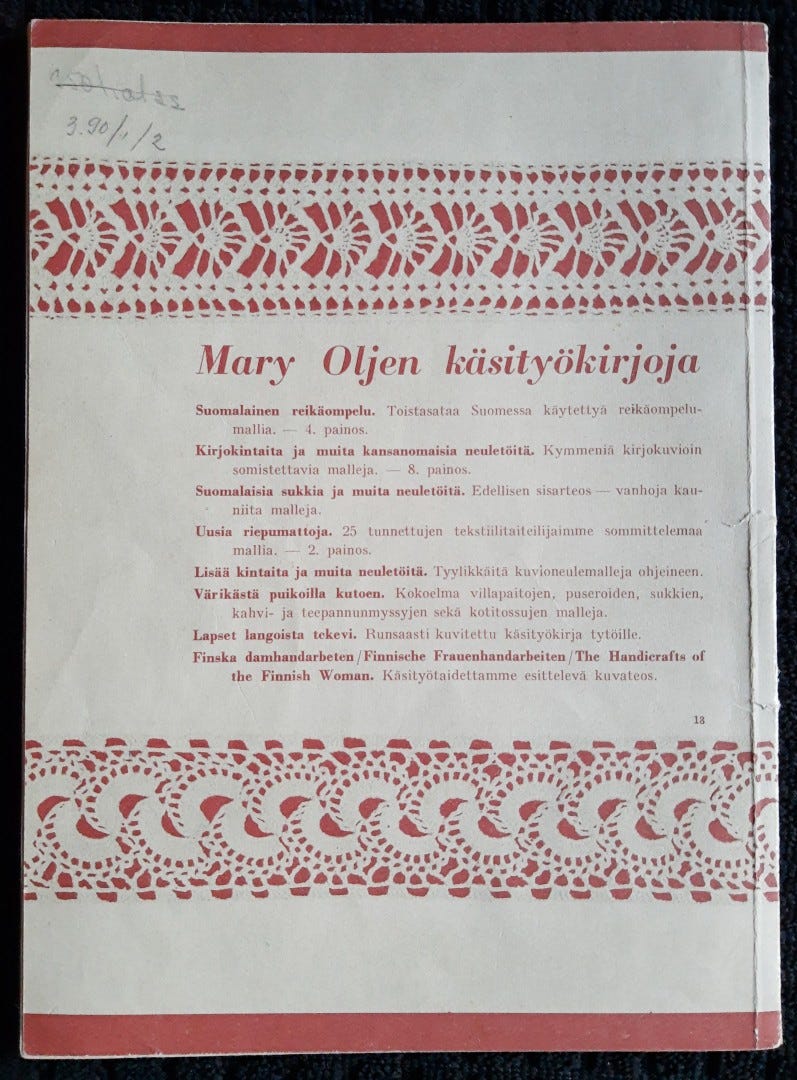 3.90/1/2
Mary Oljen käsityökirjoja
Suomalainen reikäompelu. Toistasataa Suomessa käytettyä reikäompelu-
mallia. — 4. painos.
Kirjokintaita ja muita kansanomaisia neuletöitä. Kymmeniä kirjokuvioin
somistettavia malleja. — 8. painos.
Suomalaisia sukkia ja muita neuletöitä. Edellisen sisarteos — vanhoja kau-
niita malleja.
Uusia riepumattoja. 25 tunnettujen tekstiilitaiteilijaimme sommittelemaa
mallia. — 2. painos.
Lisää kintaita ja muita neuletöitä. Tyylikkäitä kuvioneulemalleja ohjeineen.
Värikästä puikoilla kutoen. Kokoelma villapaitojen, puseroiden, sukkien,
kahvi- ja teepannunmyssyjen sekä kotitossujen malleja.
Lapset langoista tekevi. Runsaasti kuvitettu käsityökirja tytöille.
Finska damhandarbeten/Finnische Frauenhandarbeiten/The Handicrafts of
the Finnish Woman. Käsityötaidettamme esittelevä kuvateos.
13